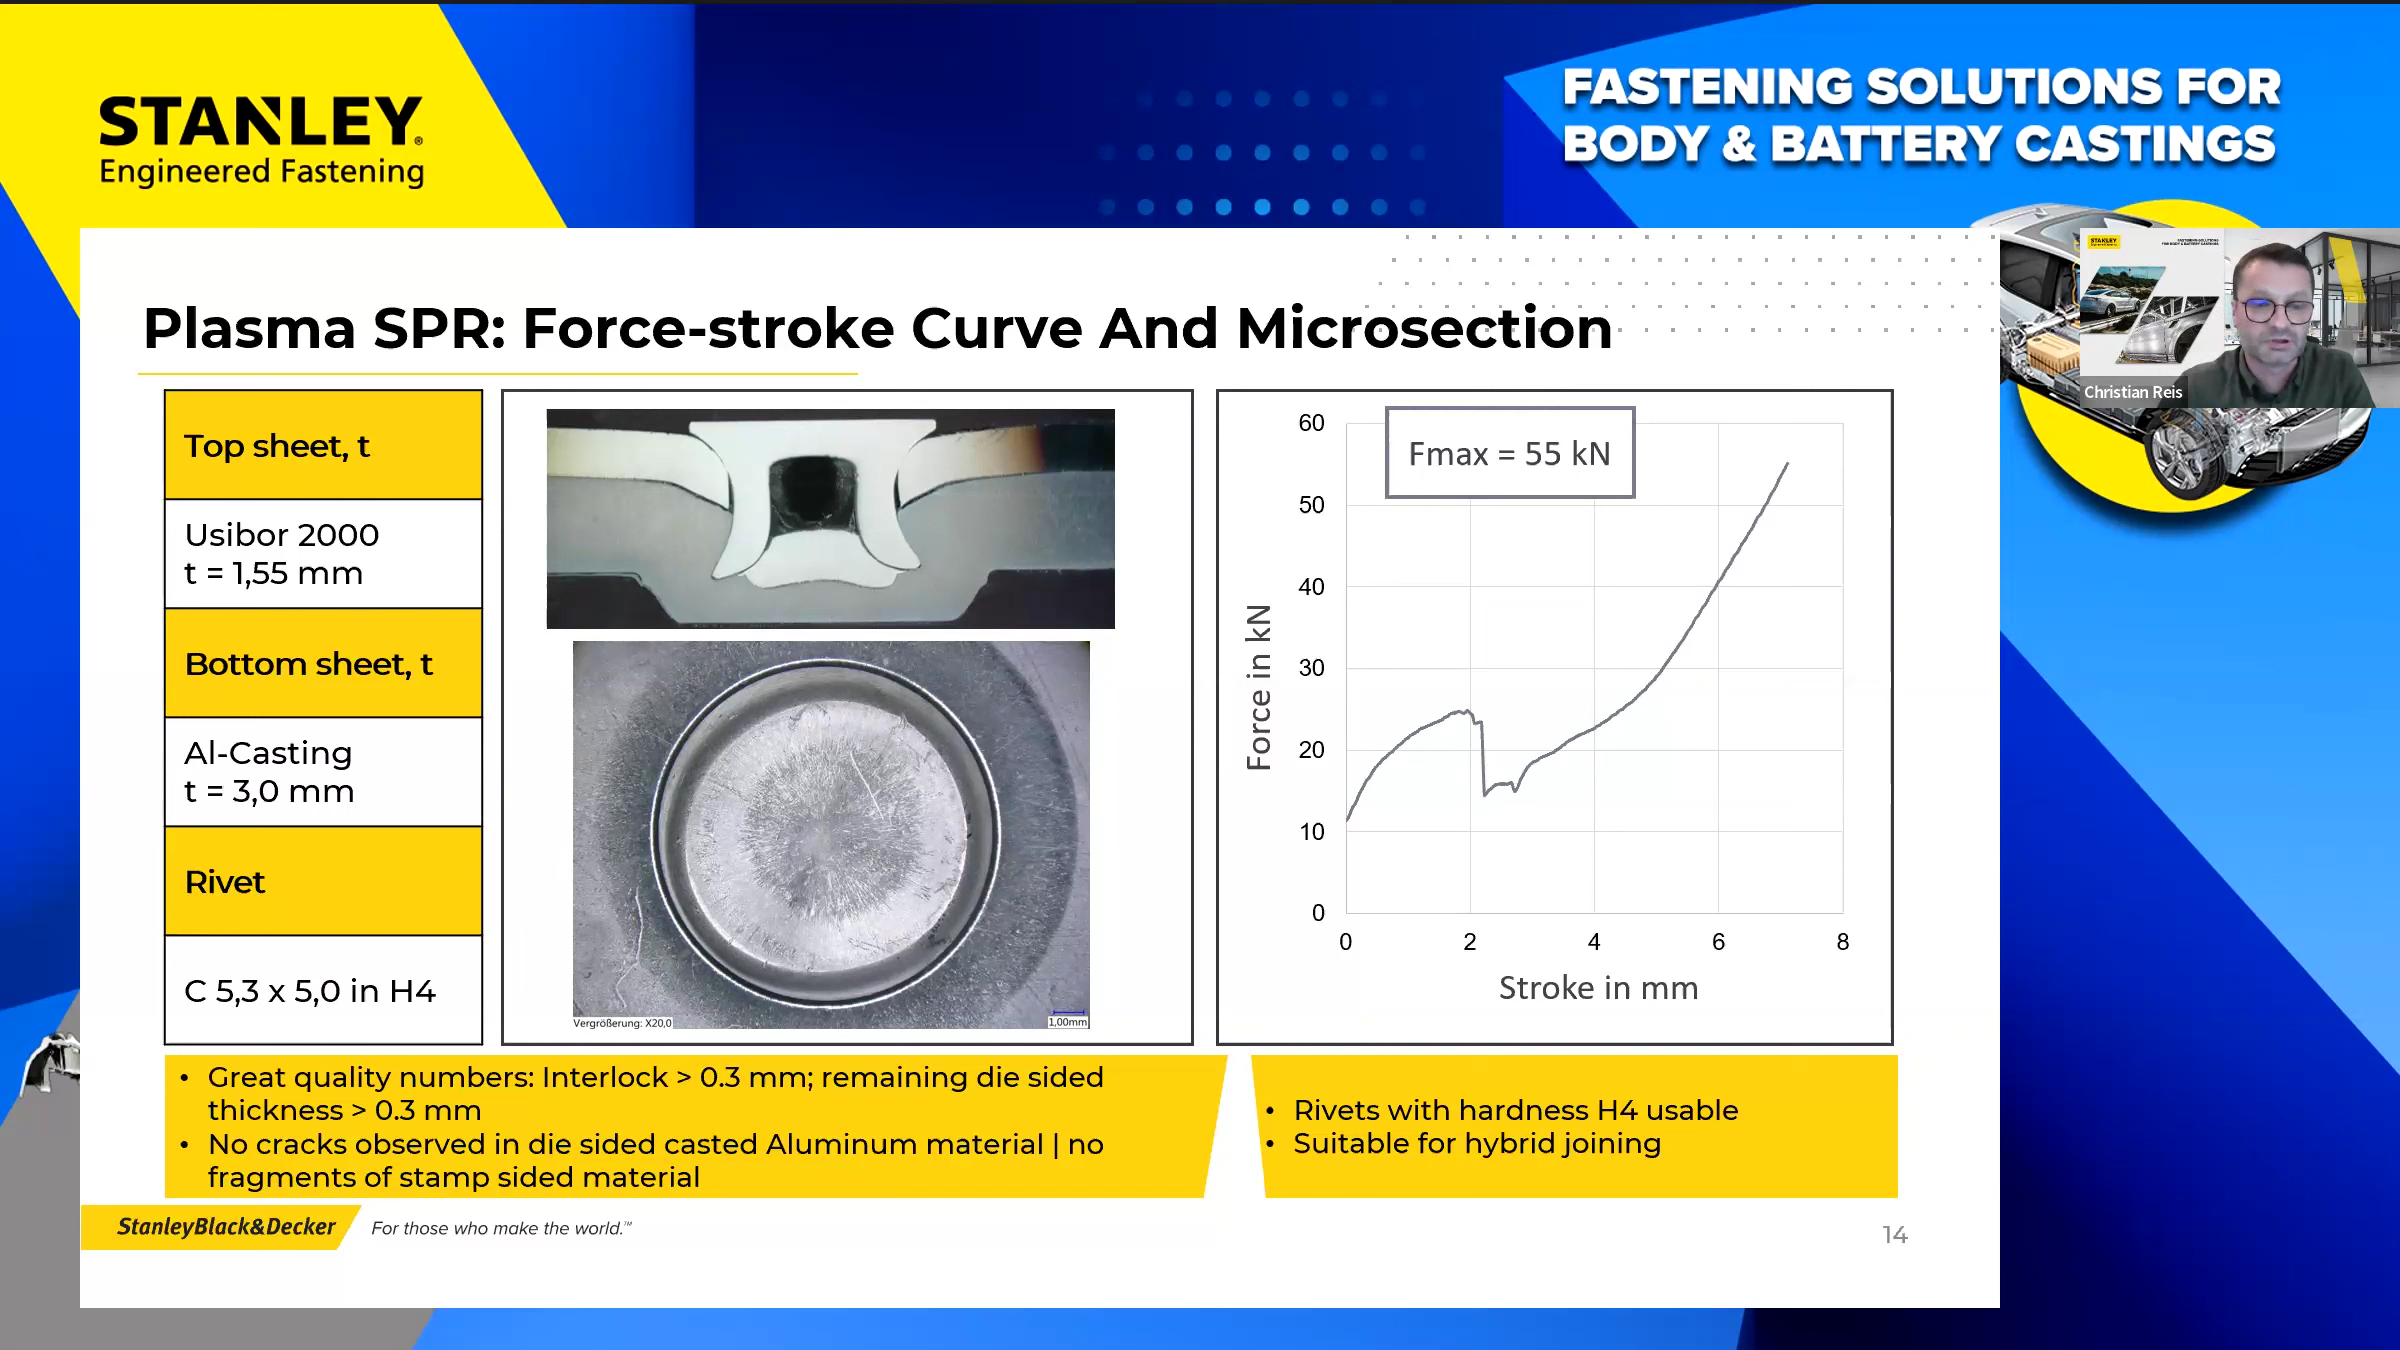 STANLEY®
Engineered Fastening
FASTENING SOLUTIONS FOR
BODY & BATTERY CASTINGS
STANLEY
Christian Reis
Plasma SPR: Force-stroke Curve And Microsection
Top sheet, t
Usibor 2000
t = 1,55 mm
Bottom sheet, t
Al-Casting
t = 3,0 mm
Rivet
C 5,3 x 5,0 in H4
Vergrößerung: X20,0
1,00mm
Fmax = 55 kN
Force in kN
60
50
40
30
20
10
0
0 2 4 6 8
Stroke in mm
• Great quality numbers: Interlock > 0.3 mm; remaining die sided
thickness > 0.3 mm
• No cracks observed in die sided casted Aluminum material | no
fragments of stamp sided material
• Rivets with hardness H4 usable
• Suitable for hybrid joining
StanleyBlack&Decker
For those who make the world.™
14